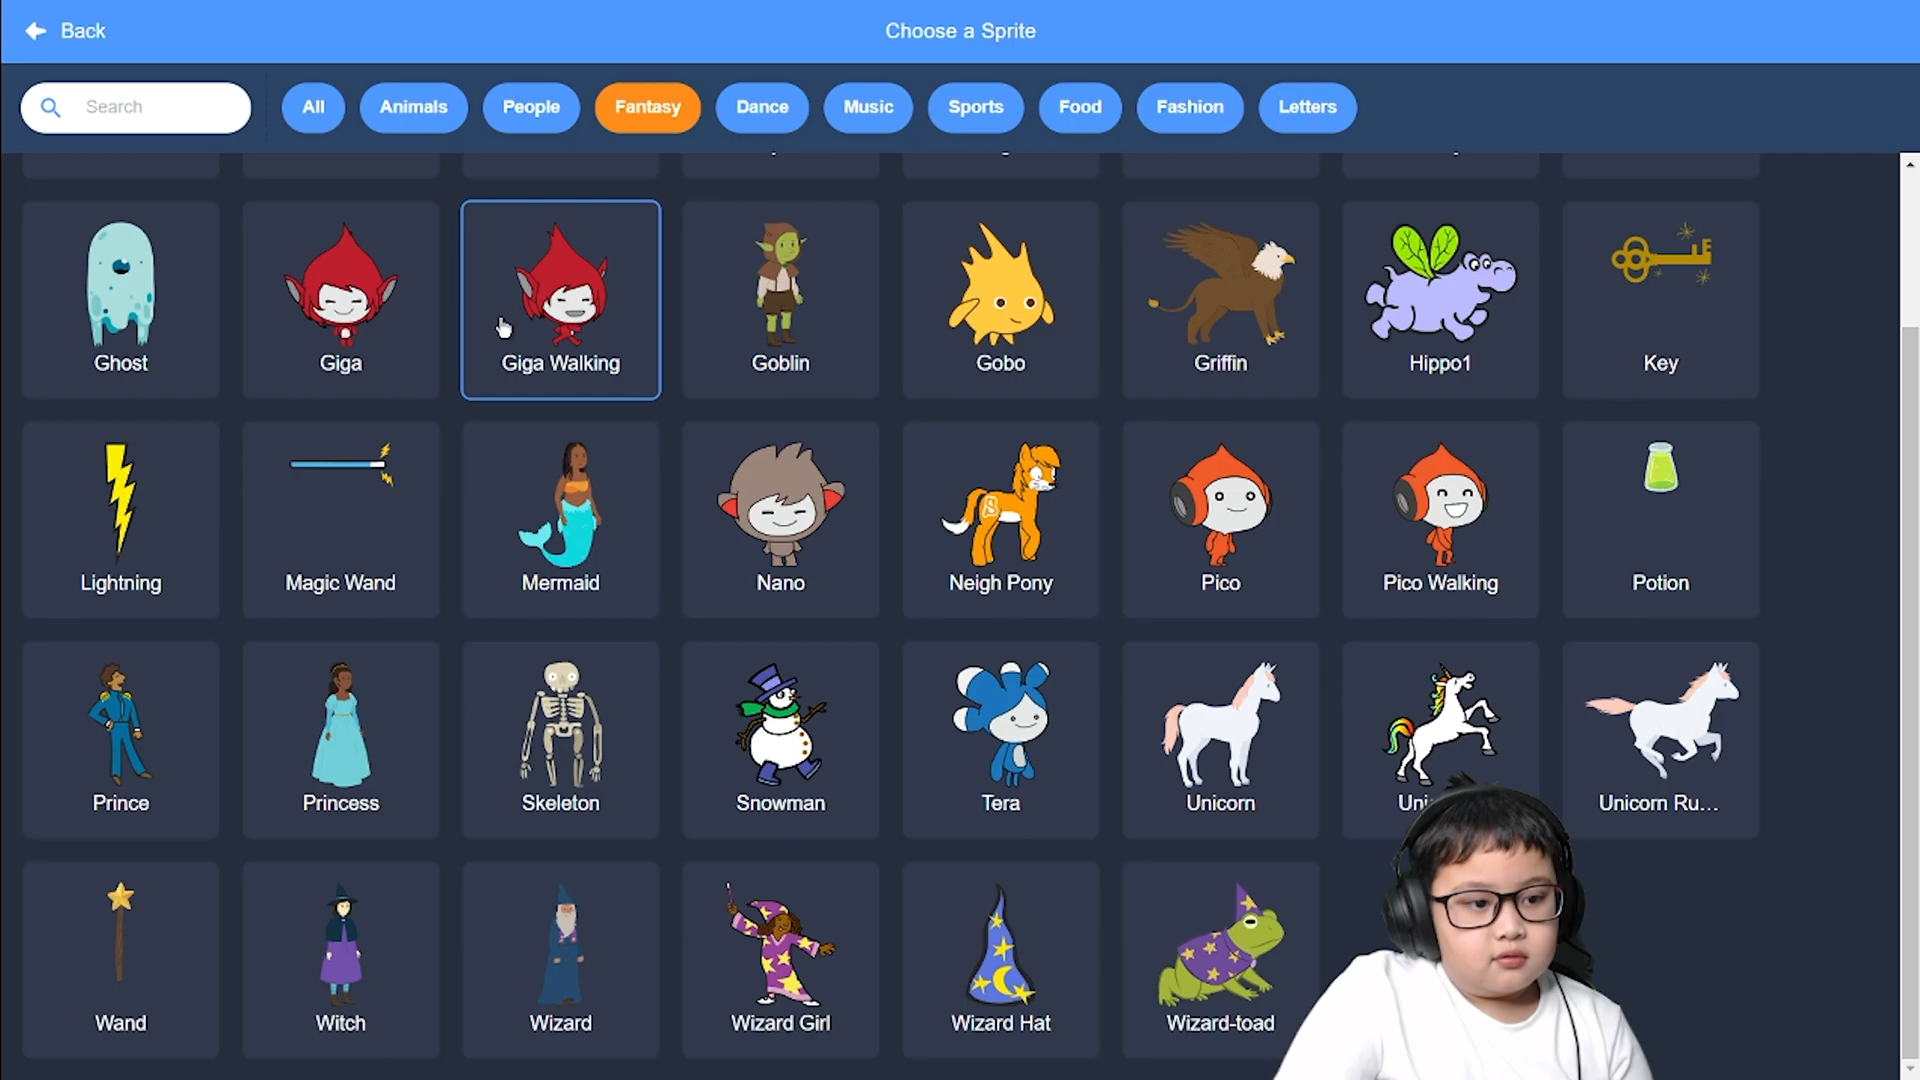 Back
Choose a Sprite
Search
All
Animals
People
Fantasy
Dance
Music
Sports
Food
Fashion
Letters
Ghost
Giga
Giga Walking
Goblin
Gobo
Griffin
Hippo1
Key
Lightning
Magic Wand
Mermaid
Nano
Neigh Pony
Pico
Pico Walking
Potion
Prince
Princess
Skeleton
Snowman
Tera
Unicorn
Unicorn Ru...
Wand
Witch
Wizard
Wizard Girl
Wizard Hat
Wizard-toad